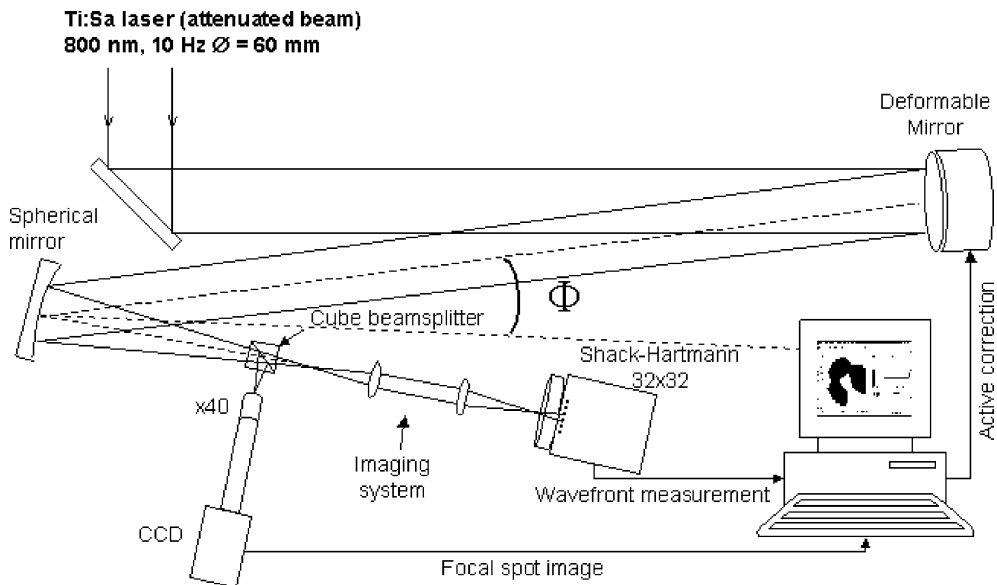 Ti:Sa laser (attenuated beam)
800 nm, 10 Hz Ø = 60 mm
Deformable
Mirror
Spherical
mirror
Φ
Cube beamsplitter
Shack-Hartmann
32x32
x40
Imaging
system
Active correction
Wavefront measurement
CCD
Focal spot image